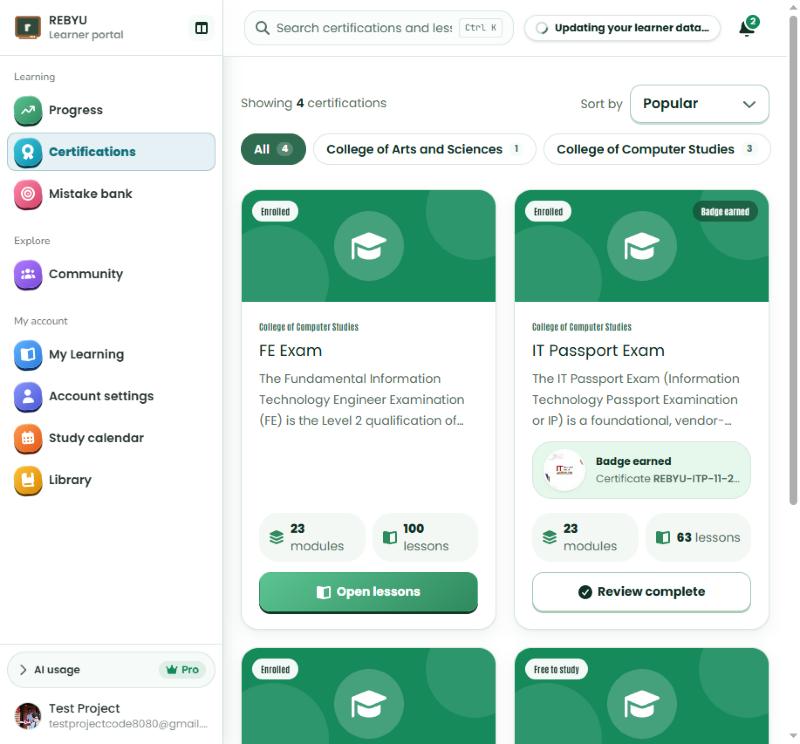 REBYU
Learner portal
Search certifications and less
Ctrl K
Updating your learner data...
2
Learning
Progress
Certifications
Mistake bank
Explore
Community
My account
My Learning
Account settings
Study calendar
Library
AI usage
Pro
Test Project
testprojectcode8080@gmail....
Showing 4 certifications
Sort by
Popular
All 4
College of Arts and Sciences 1
College of Computer Studies 3
Enrolled
College of Computer Studies
FE Exam
The Fundamental Information
Technology Engineer Examination
(FE) is the Level 2 qualification of...
23
modules
100
lessons
Open lessons
Enrolled
Badge earned
College of Computer Studies
IT Passport Exam
The IT Passport Exam (Information
Technology Passport Examination
or IP) is a foundational, vendor-...
Badge earned
Certificate REBYU-ITP-11-2...
23
modules
63 lessons
Review complete
Enrolled
Free to study